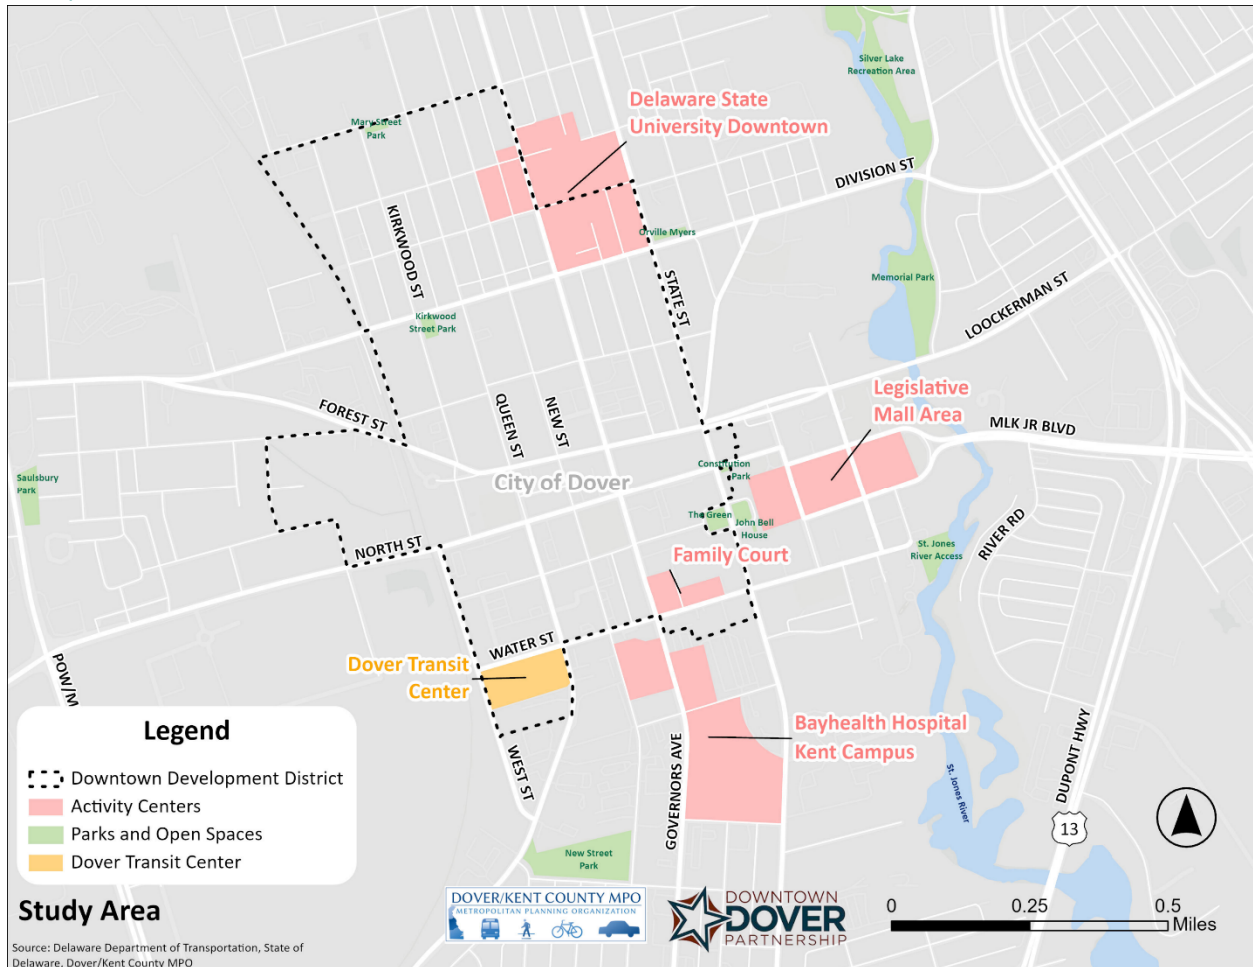 Silver Lake
Recreation Area
Delaware State
University Downtown
Mary Street
Park
DIVISION ST
KIRKWOOD ST
Orville Myers
STATE ST
Memorial Park
LOOCKERMAN ST
Kirkwood
Street Park
Legislative
Mall Area
FOREST ST
QUEEN ST
NEW ST
MLK JR BLVD
Saulsbury
Park
City of Dover
Constitution
Park
The Green
John Bell
House
NORTH ST
Family Court
St. Jones
River Access
RIVER RD
WATER ST
Dover Transit
Center
POW/M
Bayhealth Hospital
Kent Campus
WEST ST
GOVERNORS AVE
DUPONT HWY
St. Jones River
13
New Street
Park
Legend
Downtown Development District
Activity Centers
Parks and Open Spaces
Dover Transit Center
Study Area
Source: Delaware Department of Transportation, State of
Delaware, Dover/Kent County MPO
DOVER/KENT COUNTY MPO
METROPOLITAN PLANNING ORGANIZATION
DOWNTOWN
DOVER
PARTNERSHIP
0 0.25 0.5
Miles